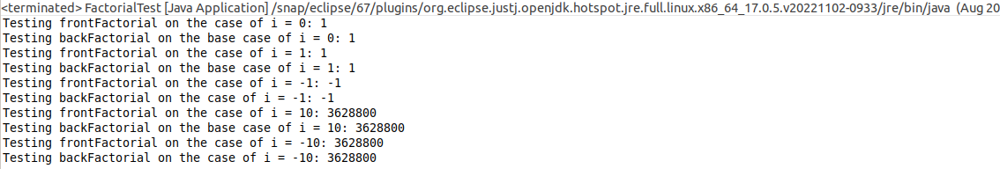 <terminated> FactorialTest [Java Application] /snap/eclipse/67/plugins/org.eclipse.justj.openjdk.hotspot.jre.full.linux.x86_64_17.0.5.v20221102-0933/jre/bin/java (Aug 20
Testing frontFactorial on the case of i = 0: 1
Testing backFactorial on the base case of i = 0: 1
Testing frontFactorial on the case of i = 1: 1
Testing backFactorial on the base case of i = 1: 1
Testing frontFactorial on the case of i = -1: -1
Testing backFactorial on the case of i = -1: -1
Testing frontFactorial on the case of i = 10: 3628800
Testing backFactorial on the base case of i = 10: 3628800
Testing frontFactorial on the case of i = -10: 3628800
Testing backFactorial on the case of i = -10: 3628800